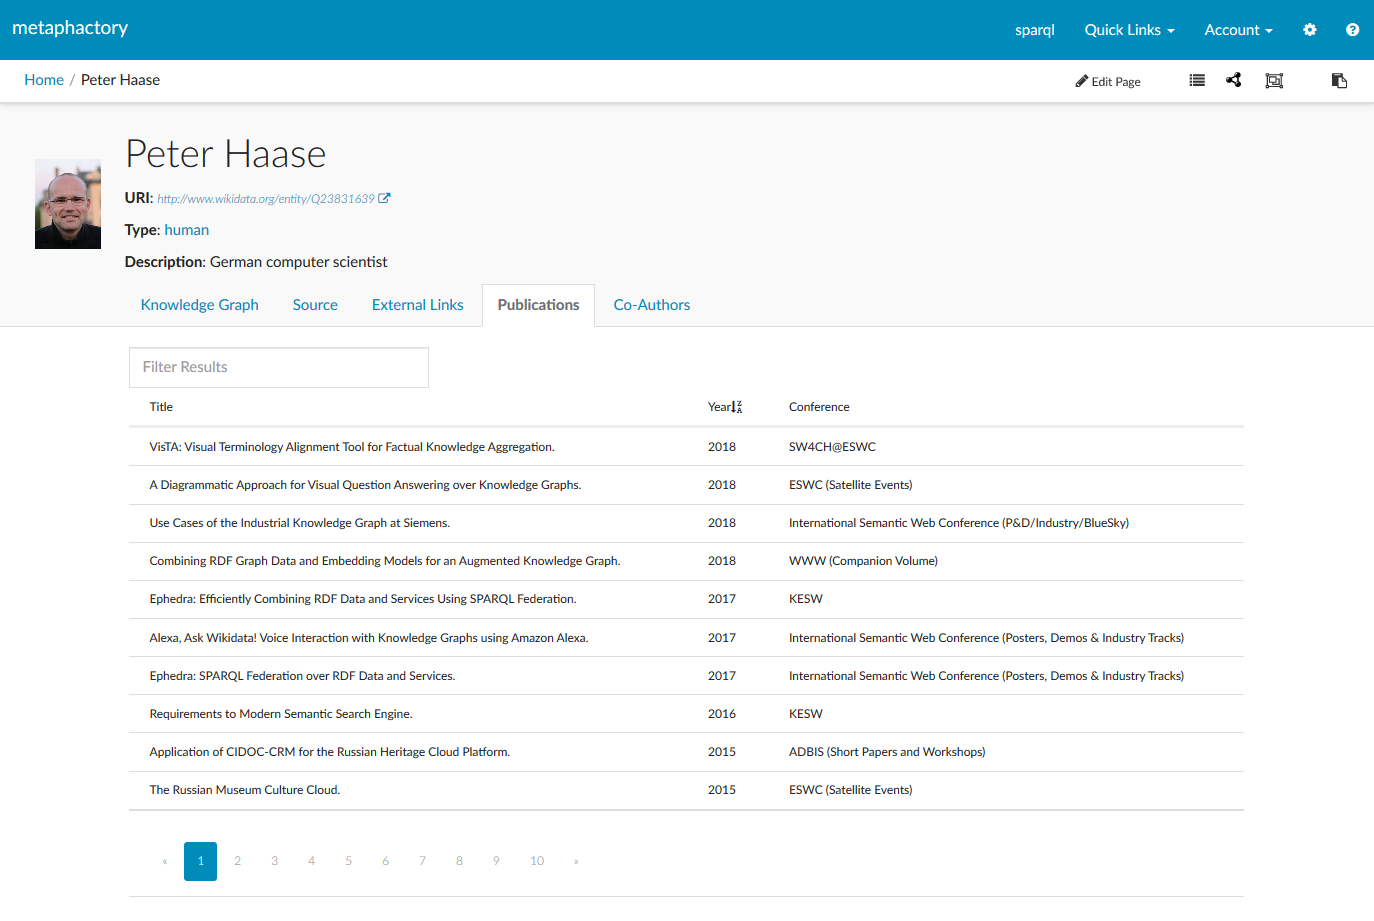 metaphactory
sparql Quick Links Account
Home / Peter Haase
Edit Page
Peter Haase
URI: http://www.wikidata.org/entity/Q23831639
Type: human
Description: German computer scientist
Knowledge Graph Source External Links Publications Co-Authors
Filter Results
Title Year Conference
VisTA: Visual Terminology Alignment Tool for Factual Knowledge Aggregation. 2018 SW4CH@ESWC
A Diagrammatic Approach for Visual Question Answering over Knowledge Graphs. 2018 ESWC (Satellite Events)
Use Cases of the Industrial Knowledge Graph at Siemens. 2018 International Semantic Web Conference (P&D/Industry/BlueSky)
Combining RDF Graph Data and Embedding Models for an Augmented Knowledge Graph. 2018 WWW (Companion Volume)
Ephedra: Efficiently Combining RDF Data and Services Using SPARQL Federation. 2017 KESW
Alexa, Ask Wikidata! Voice Interaction with Knowledge Graphs using Amazon Alexa. 2017 International Semantic Web Conference (Posters, Demos & Industry Tracks)
Ephedra: SPARQL Federation over RDF Data and Services. 2017 International Semantic Web Conference (Posters, Demos & Industry Tracks)
Requirements to Modern Semantic Search Engine. 2016 KESW
Application of CIDOC-CRM for the Russian Heritage Cloud Platform. 2015 ADBIS (Short Papers and Workshops)
The Russian Museum Culture Cloud. 2015 ESWC (Satellite Events)
« 1 2 3 4 5 6 7 8 9 10 »